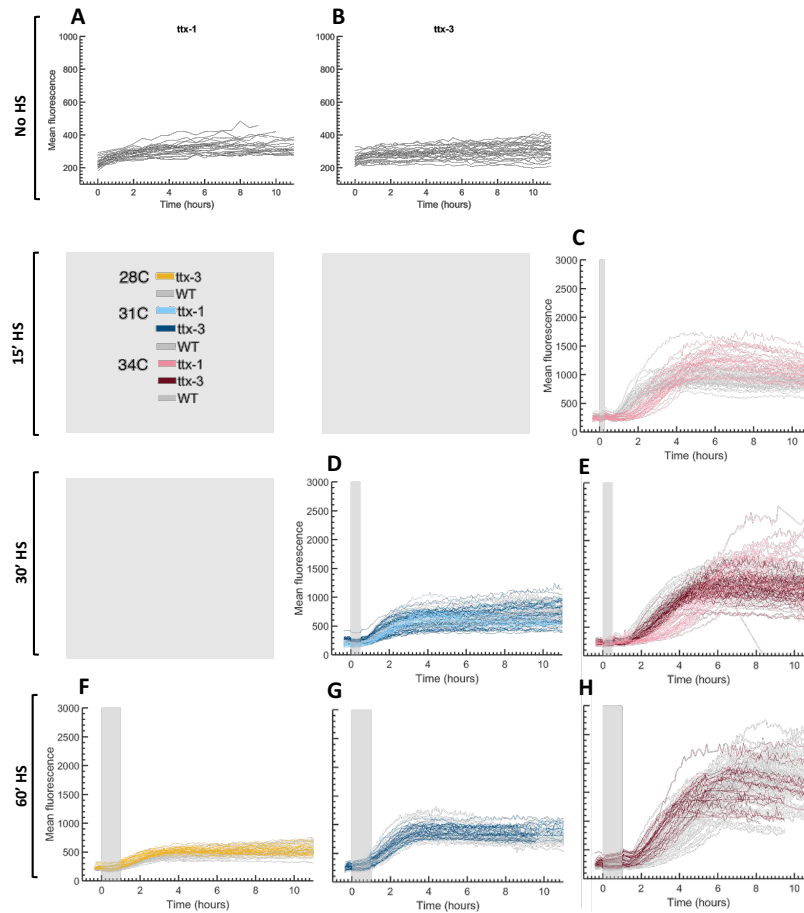 A
B
ttx-1
ttx-3
No HS
Mean fluorescence
1000
800
600
400
200
0 2 4 6 8 10
Time (hours)
Mean fluorescence
1000
800
600
400
200
0 2 4 6 8 10
Time (hours)
15' HS
28C ttx-3
WT
31C ttx-1
ttx-3
WT
34C ttx-1
ttx-3
WT
C
Mean fluorescence
3000
2500
2000
1500
1000
500
0
0 2 4 6 8 10
Time (hours)
30' HS
D
Mean fluorescence
3000
2500
2000
1500
1000
500
0
0 2 4 6 8 10
Time (hours)
E
0 2 4 6 8 10
Time (hours)
60' HS
F
Mean fluorescence
3000
2500
2000
1500
1000
500
0
0 2 4 6 8 10
Time (hours)
G
0 2 4 6 8 10
Time (hours)
H
0 2 4 6 8 10
Time (hours)